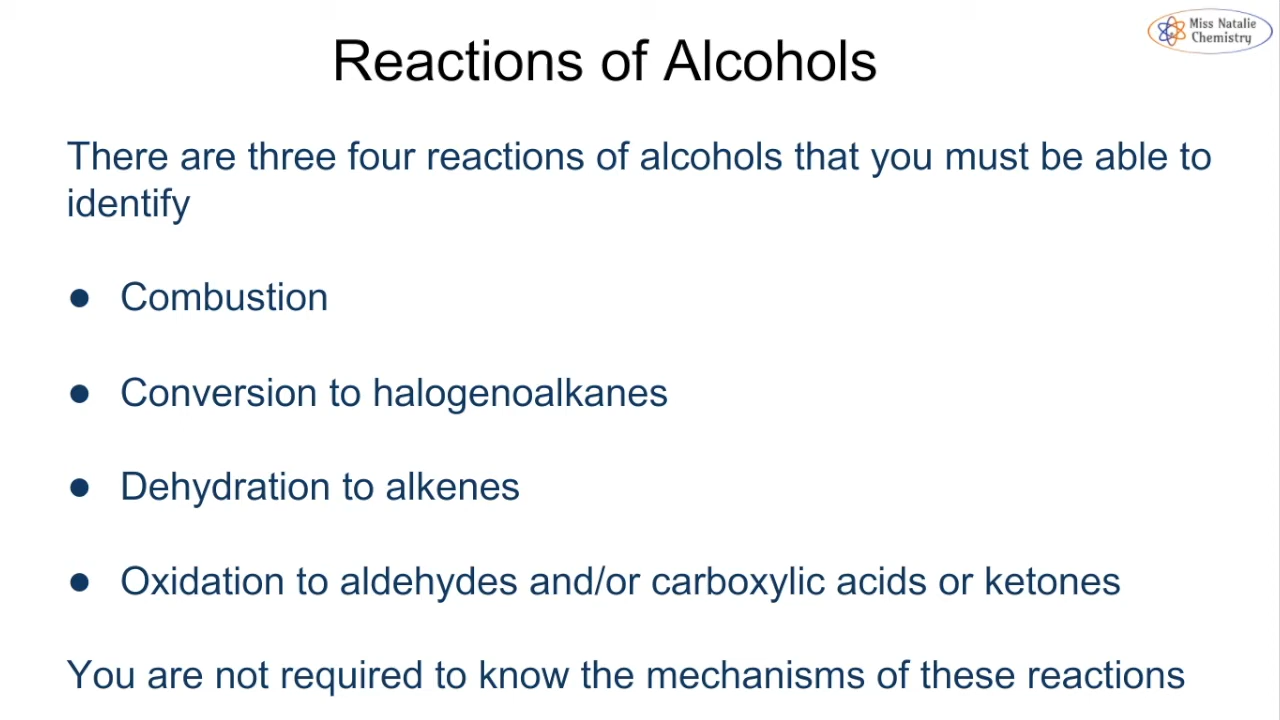 Miss Natalie
Chemistry
Reactions of Alcohols
There are three four reactions of alcohols that you must be able to
identify
● Combustion
● Conversion to halogenoalkanes
● Dehydration to alkenes
● Oxidation to aldehydes and/or carboxylic acids or ketones
You are not required to know the mechanisms of these reactions